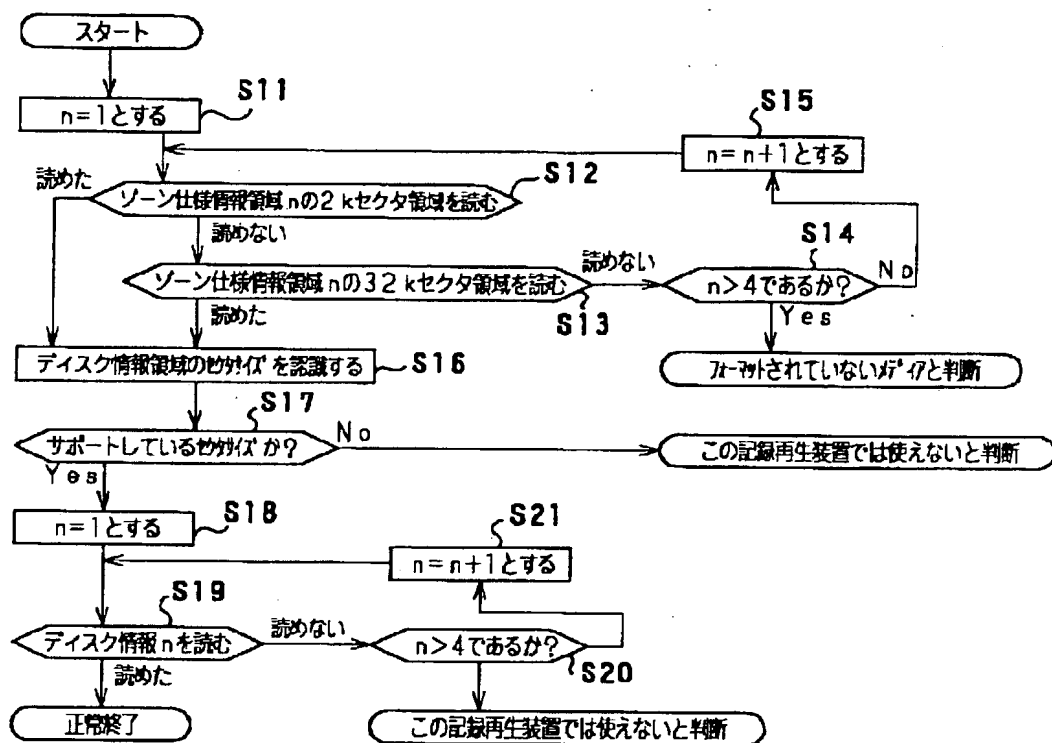 スタート
S11
n=1とする
S15
n=n+1とする
読めた
S12
ゾーン仕様情報領域nの2kセクタ領域を読む
読めない
S14
ゾーン仕様情報領域nの32kセクタ領域を読む
読めない
n>4であるか?
No
S13
読めた
Yes
ディスク情報領域のセクタサイズを認識する
S16
フォーマットされていないメディアと判断
S17
サポートしているセクタサイズか?
No
この記録再生装置では使えないと判断
Yes
n=1とする
S18
S21
n=n+1とする
S19
ディスク情報nを読む
読めない
n>4であるか?
S20
読めた
正常終了
この記録再生装置では使えないと判断